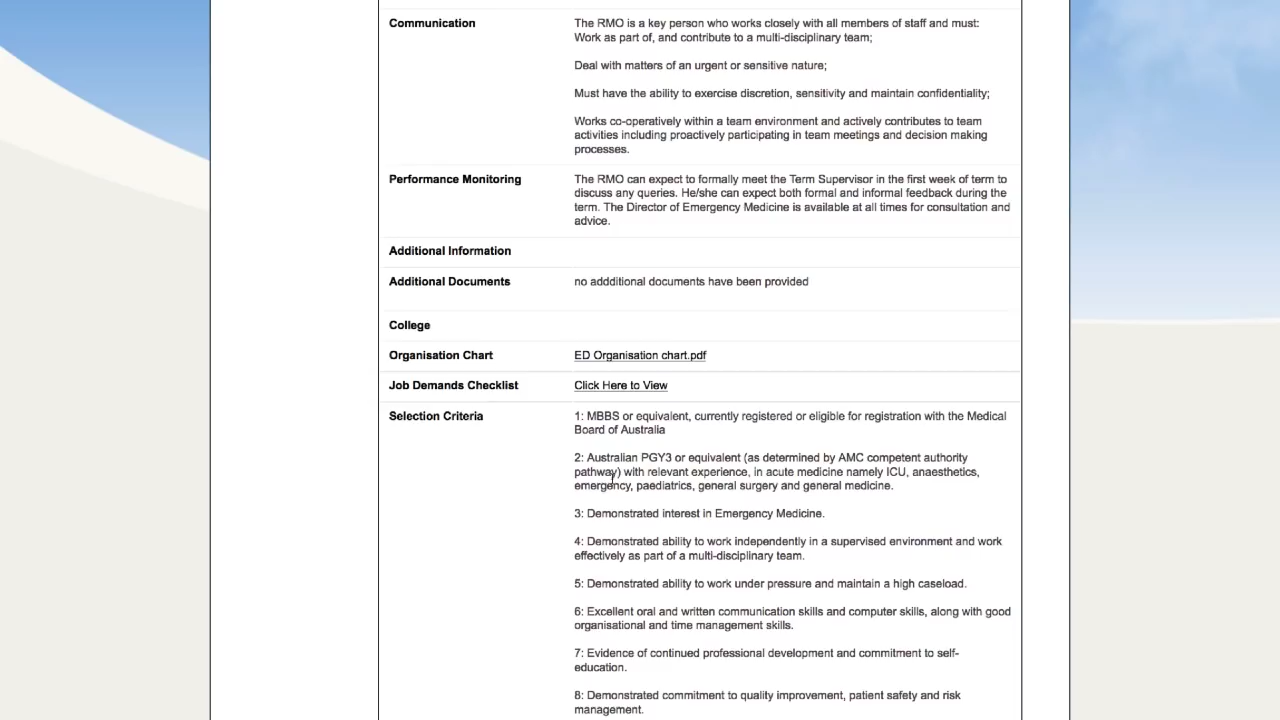 Communication
The RMO is a key person who works closely with all members of staff and must:
Work as part of, and contribute to a multi-disciplinary team;
Deal with matters of an urgent or sensitive nature;
Must have the ability to exercise discretion, sensitivity and maintain confidentiality;
Works co-operatively within a team environment and actively contributes to team
activities including proactively participating in team meetings and decision making
processes.
Performance Monitoring
The RMO can expect to formally meet the Term Supervisor in the first week of term to
discuss any queries. He/she can expect both formal and informal feedback during the
term. The Director of Emergency Medicine is available at all times for consultation and
advice.
Additional Information
Additional Documents
no addditional documents have been provided
College
Organisation Chart
ED Organisation chart.pdf
Job Demands Checklist
Click Here to View
Selection Criteria
1: MBBS or equivalent, currently registered or eligible for registration with the Medical
Board of Australia
2: Australian PGY3 or equivalent (as determined by AMC competent authority
pathway) with relevant experience, in acute medicine namely ICU, anaesthetics,
emergency, paediatrics, general surgery and general medicine.
3: Demonstrated interest in Emergency Medicine.
4: Demonstrated ability to work independently in a supervised environment and work
effectively as part of a multi-disciplinary team.
5: Demonstrated ability to work under pressure and maintain a high caseload.
6: Excellent oral and written communication skills and computer skills, along with good
organisational and time management skills.
7: Evidence of continued professional development and commitment to self-
education.
8: Demonstrated commitment to quality improvement, patient safety and risk
management.